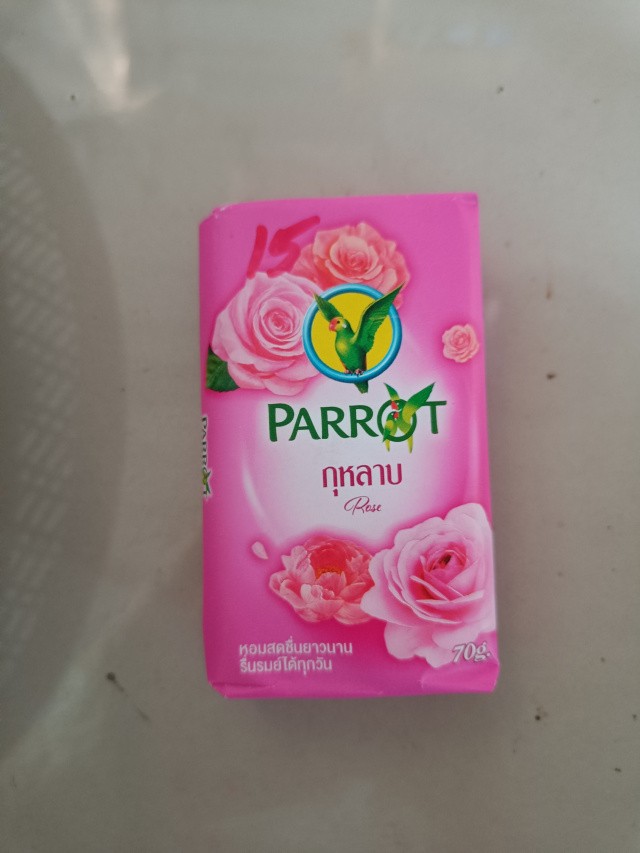 15
PARROT
กุหลาบ
Rose
PARROT
หอมสดชื่นยาวนาน
รื่นรมย์ได้ทุกวัน
70g.